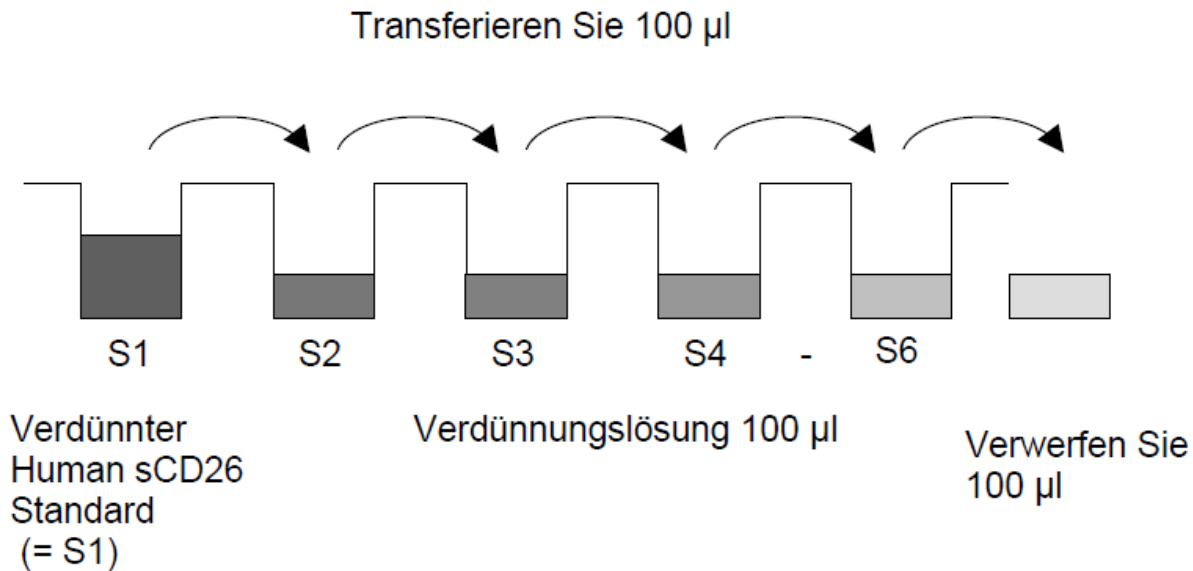 Transferieren Sie 100 µl
S1 S2 S3 S4 - S6
Verdünnter
Human sCD26
Standard
(= S1)
Verdünnungslösung 100 µl
Verwerfen Sie
100 µl